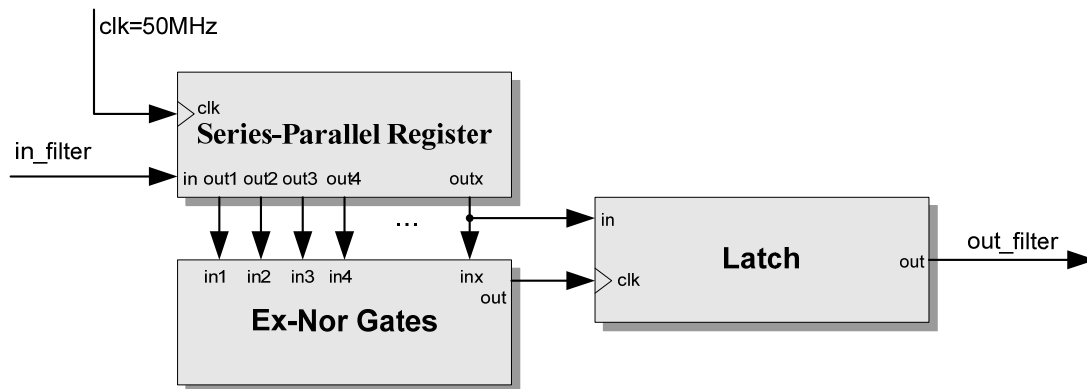 clk=50MHz
clk
Series-Parallel Register
in_filter
in out1 out2 out3 out4 outx
...
in
out_filter
Latch
out
in1 in2 in3 in4 inx
clk
out
Ex-Nor Gates